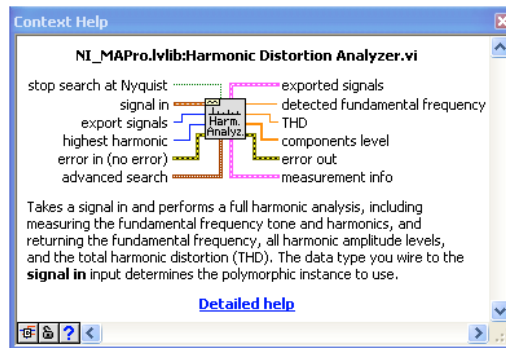 Context Help
NI_MAPro.lvlib:Harmonic Distortion Analyzer.vi
stop search at Nyquist
exported signals
signal in
detected fundamental frequency
export signals
THD
highest harmonic
components level
error in (no error)
error out
advanced search
measurement info
Harm.
Analyz.
Takes a signal in and performs a full harmonic analysis, including
measuring the fundamental frequency tone and harmonics, and
returning the fundamental frequency, all harmonic amplitude levels,
and the total harmonic distortion (THD). The data type you wire to the
signal in input determines the polymorphic instance to use.
Detailed help
?